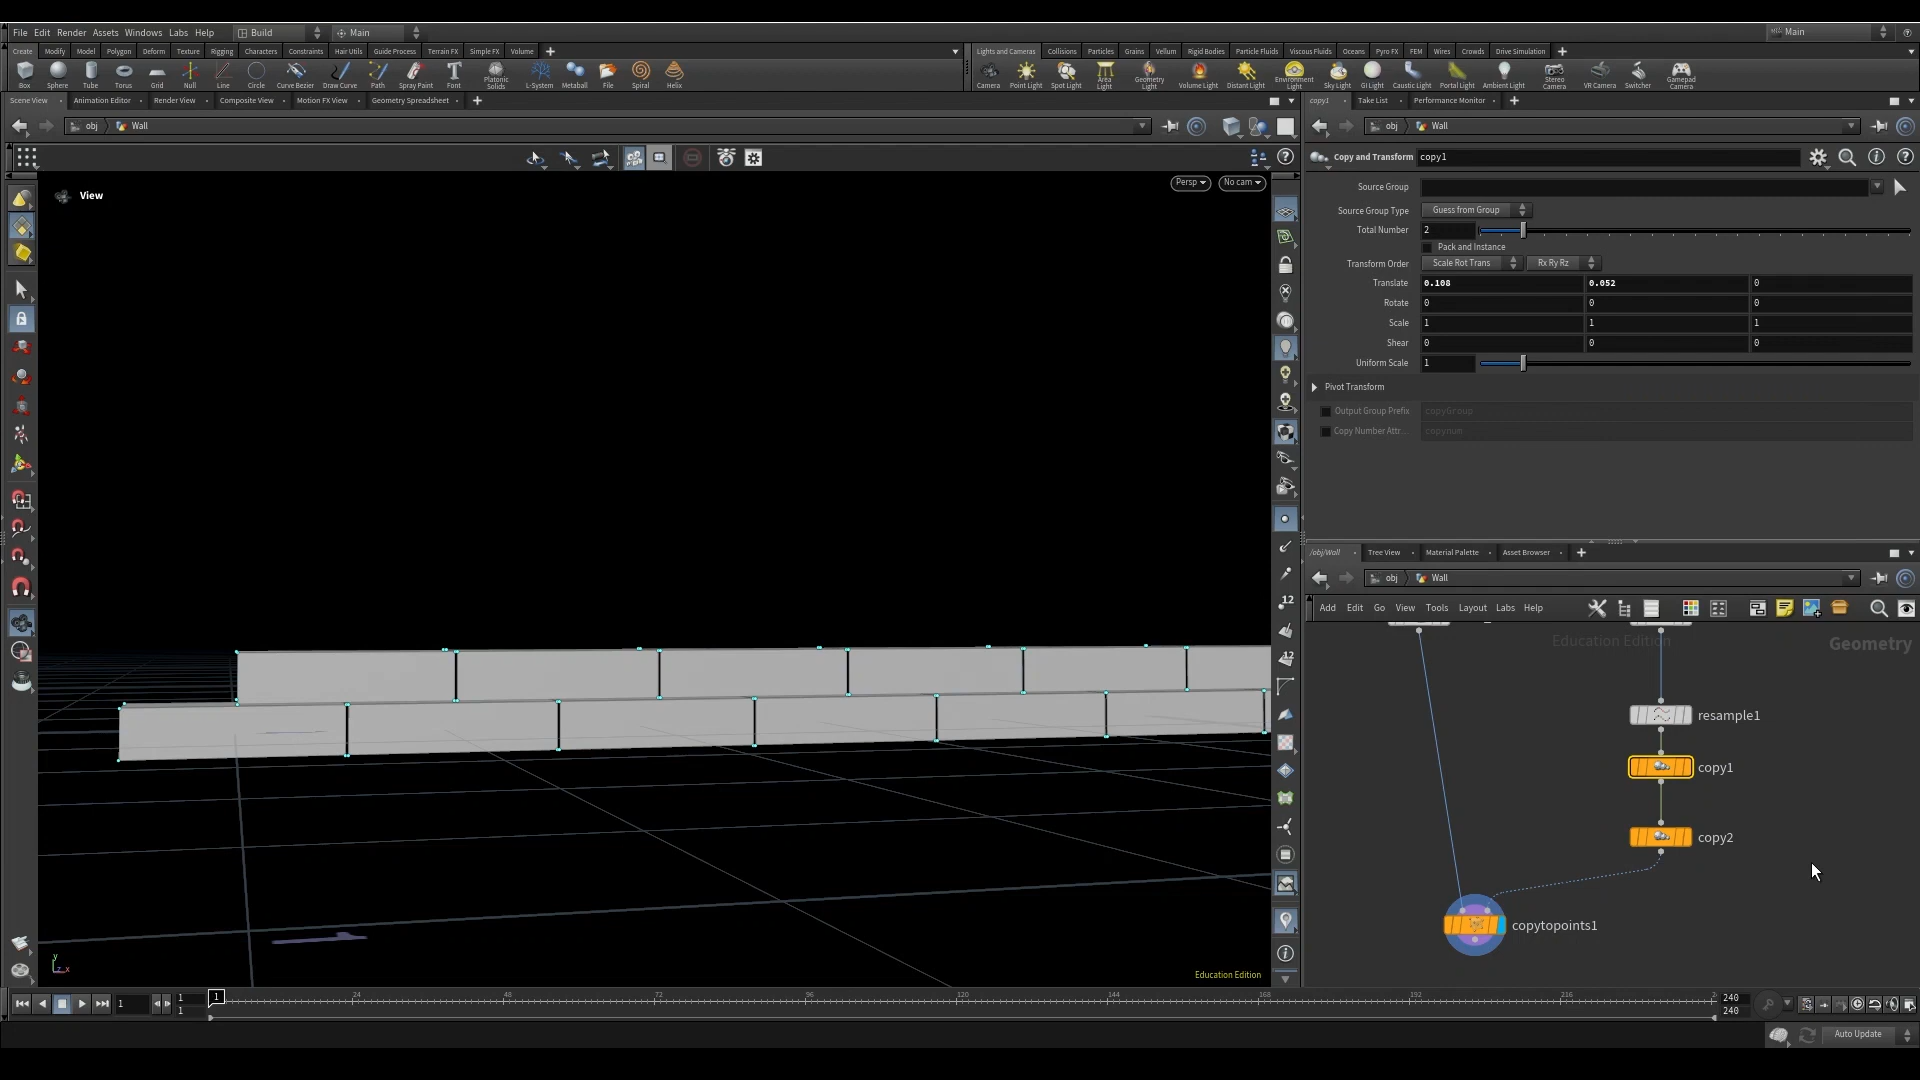 File Edit Render Assets Windows Labs Help Build Main Main
Create Modify Model Polygon Deform Texture Rigging Characters Constraints Hair Utils Guide Process Terrain FX Simple FX Volume
Lights and Cameras Collisions Particles Grains Vellum Rigid Bodies Particle Fluids Viscous Fluids Oceans Pyro FX FEM Wires Crowds Drive Simulation
Box Sphere Tube Torus Grid Null Line Circle Curve Bezier Draw Curve Path Spray Paint Font Platonic Solids L-System Metaball File Spiral Helix
Camera Point Light Spot Light Area Light Geometry Light Volume Light Distant Light Environment Light Sky Light GI Light Caustic Light Portal Light Ambient Light Stereo Camera VR Camera Switcher Gamepad Camera
Scene View Animation Editor Render View Composite View Motion FX View Geometry Spreadsheet
copy1 Take List Performance Monitor
obj Wall
obj Wall
Copy and Transform copy1
View
Persp No cam
Source Group
Source Group Type Guess from Group
Total Number 2
Pack and Instance
Transform Order Scale Rot Trans Rx Ry Rz
Translate 0.108 0.052 0
Rotate 0 0 0
Scale 1 1 1
Shear 0 0 0
Uniform Scale 1
Pivot Transform
Output Group Prefix copyGroup
Copy Number Attr... copynum
12
12
/obj/Wall Tree View Material Palette Asset Browser
obj Wall
Add Edit Go View Tools Layout Labs Help
Education Edition Geometry
resample1
copy1
copy2
copytopoints1
y
z x
Education Edition
1 1 1 1 24 48 72 96 120 144 168 192 216 240
240
Auto Update